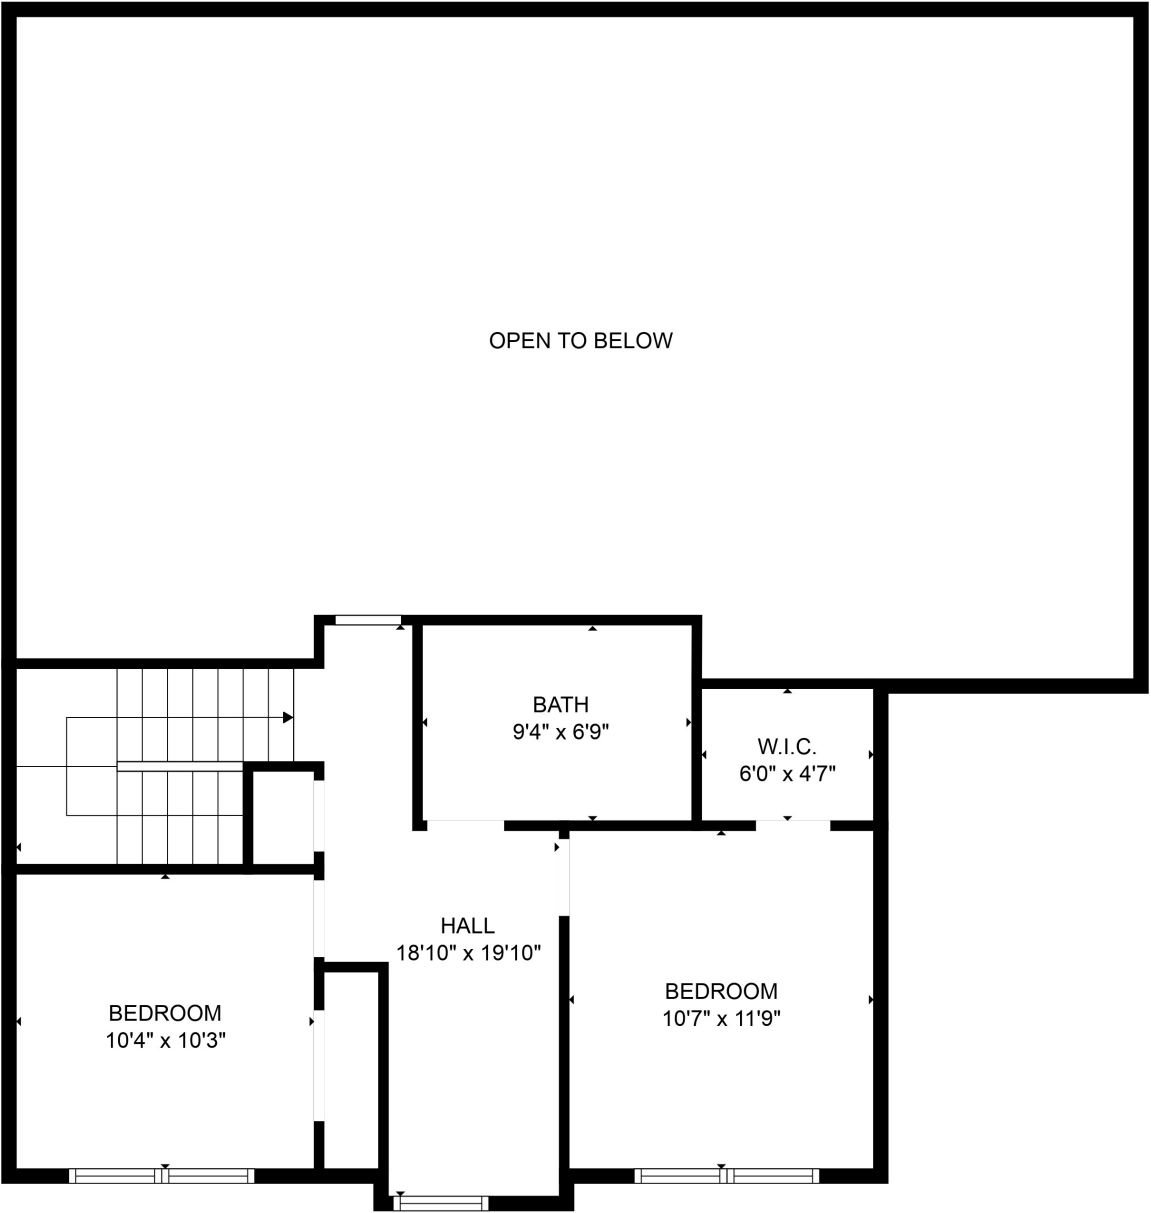 OPEN TO BELOW
BATH
9'4" x 6'9"
W.I.C.
6'0" x 4'7"
HALL
18'10" x 19'10"
BEDROOM
10'7" x 11'9"
BEDROOM
10'4" x 10'3"